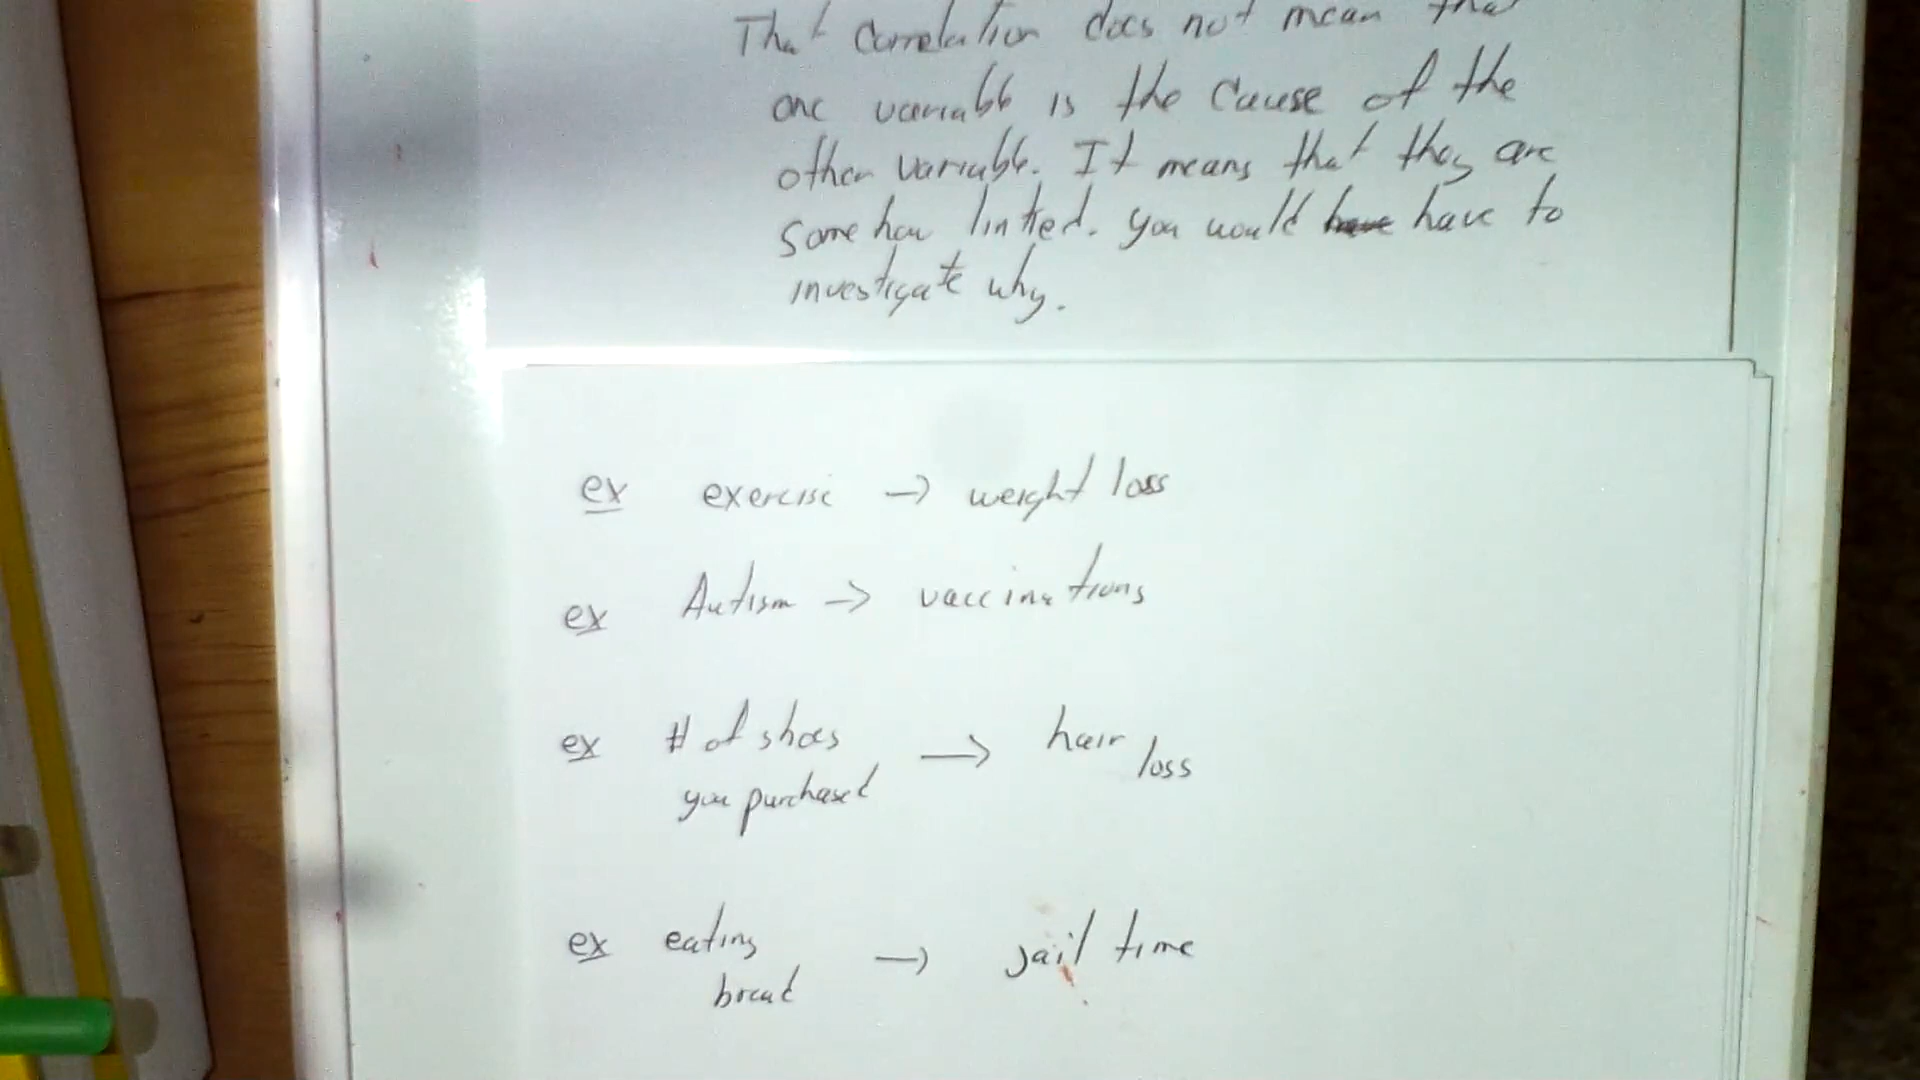 That correlation does not mean that
one variable is the cause of the
other variable. It means that they are
somehow linked. You would have have to
investigate why.
ex exercise → weight loss
ex Autism → vaccinations
ex # of shoes
you purchased → hair loss
ex eating
bread → jail time